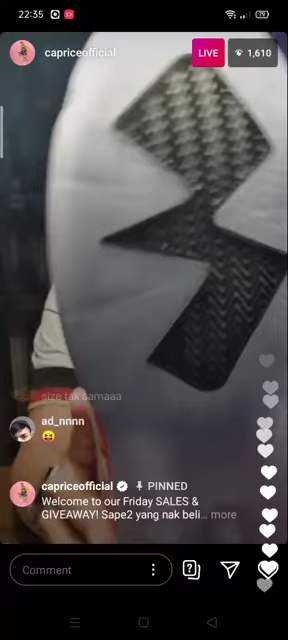 22:35
79
capriceofficial
LIVE
1,610
size tak samaaa
ad_nnnn
capriceofficial PINNED
Welcome to our Friday SALES &
GIVEAWAY! Sape2 yang nak beli... more
Comment